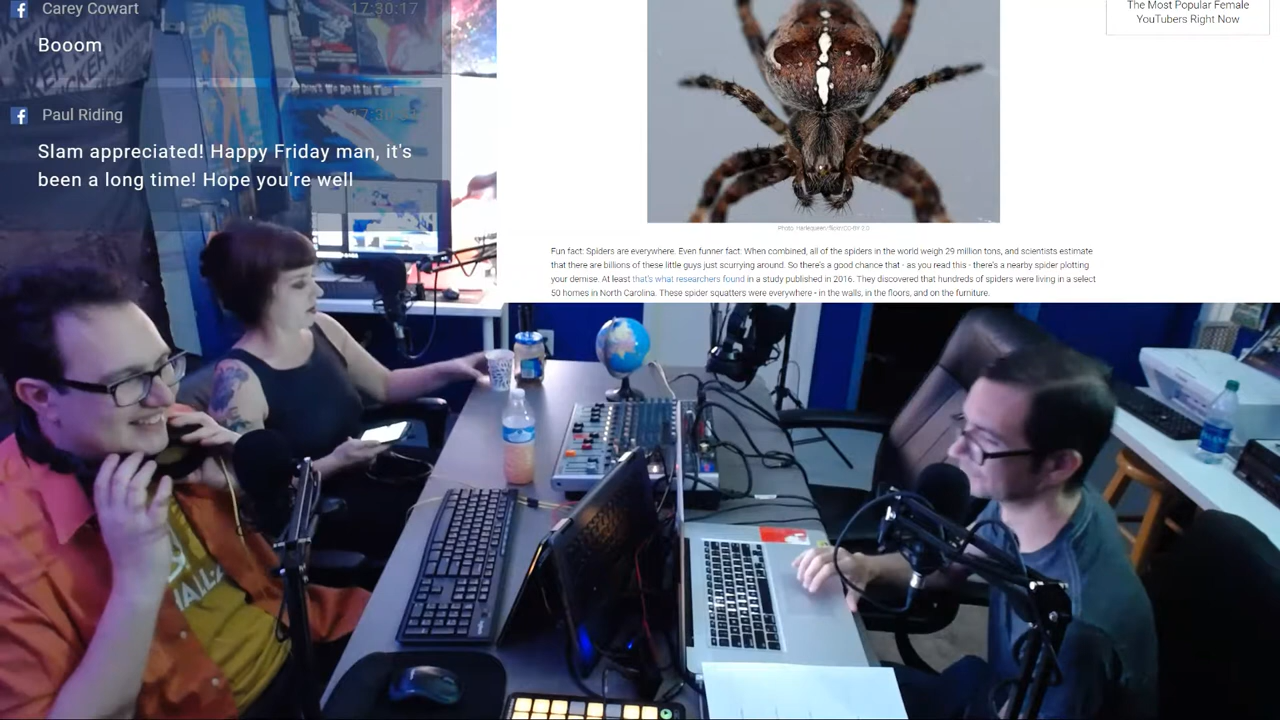 Carey Cowart
17:30:17
Booom
Paul Riding
Slam appreciated! Happy Friday man, it's
been a long time! Hope you're well
The Most Popular Female
YouTubers Right Now
Fun fact: Spiders are everywhere. Even funner fact: When combined, all of the spiders in the world weigh 29 million tons, and scientists estimate
that there are billions of these little guys just scurrying around. So there's a good chance that - as you read this - there's a nearby spider plotting
your demise. At least that's what researchers found in a study published in 2016. They discovered that hundreds of spiders were living in a select
50 homes in North Carolina. These spider squatters were everywhere - in the walls, in the floors, and on the furniture.